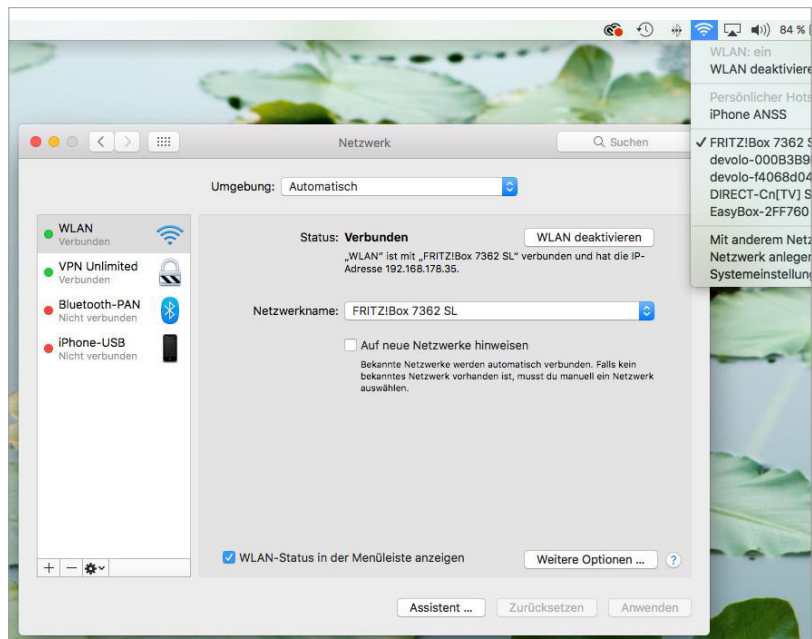 84 %
WLAN: ein
WLAN deaktiviere
Persönlicher Hots
iPhone ANSS
✓ FRITZ!Box 7362 S
devolo-000B3B9
devolo-f4068d04
DIRECT-Cn[TV] S
EasyBox-2FF760
Mit anderem Netz
Netzwerk anlegen
Systemeinstellung
Netzwerk
Suchen
Umgebung: Automatisch
WLAN
Verbunden
VPN Unlimited
Verbunden
Bluetooth-PAN
Nicht verbunden
iPhone-USB
Nicht verbunden
Status: Verbunden
WLAN deaktivieren
„WLAN" ist mit „FRITZ!Box 7362 SL" verbunden und hat die IP-
Adresse 192.168.178.35.
Netzwerkname: FRITZ!Box 7362 SL
Auf neue Netzwerke hinweisen
Bekannte Netzwerke werden automatisch verbunden. Falls kein
bekanntes Netzwerk vorhanden ist, musst du manuell ein Netzwerk
auswählen.
WLAN-Status in der Menüleiste anzeigen
Weitere Optionen ...
?
Assistent ...
Zurücksetzen
Anwenden